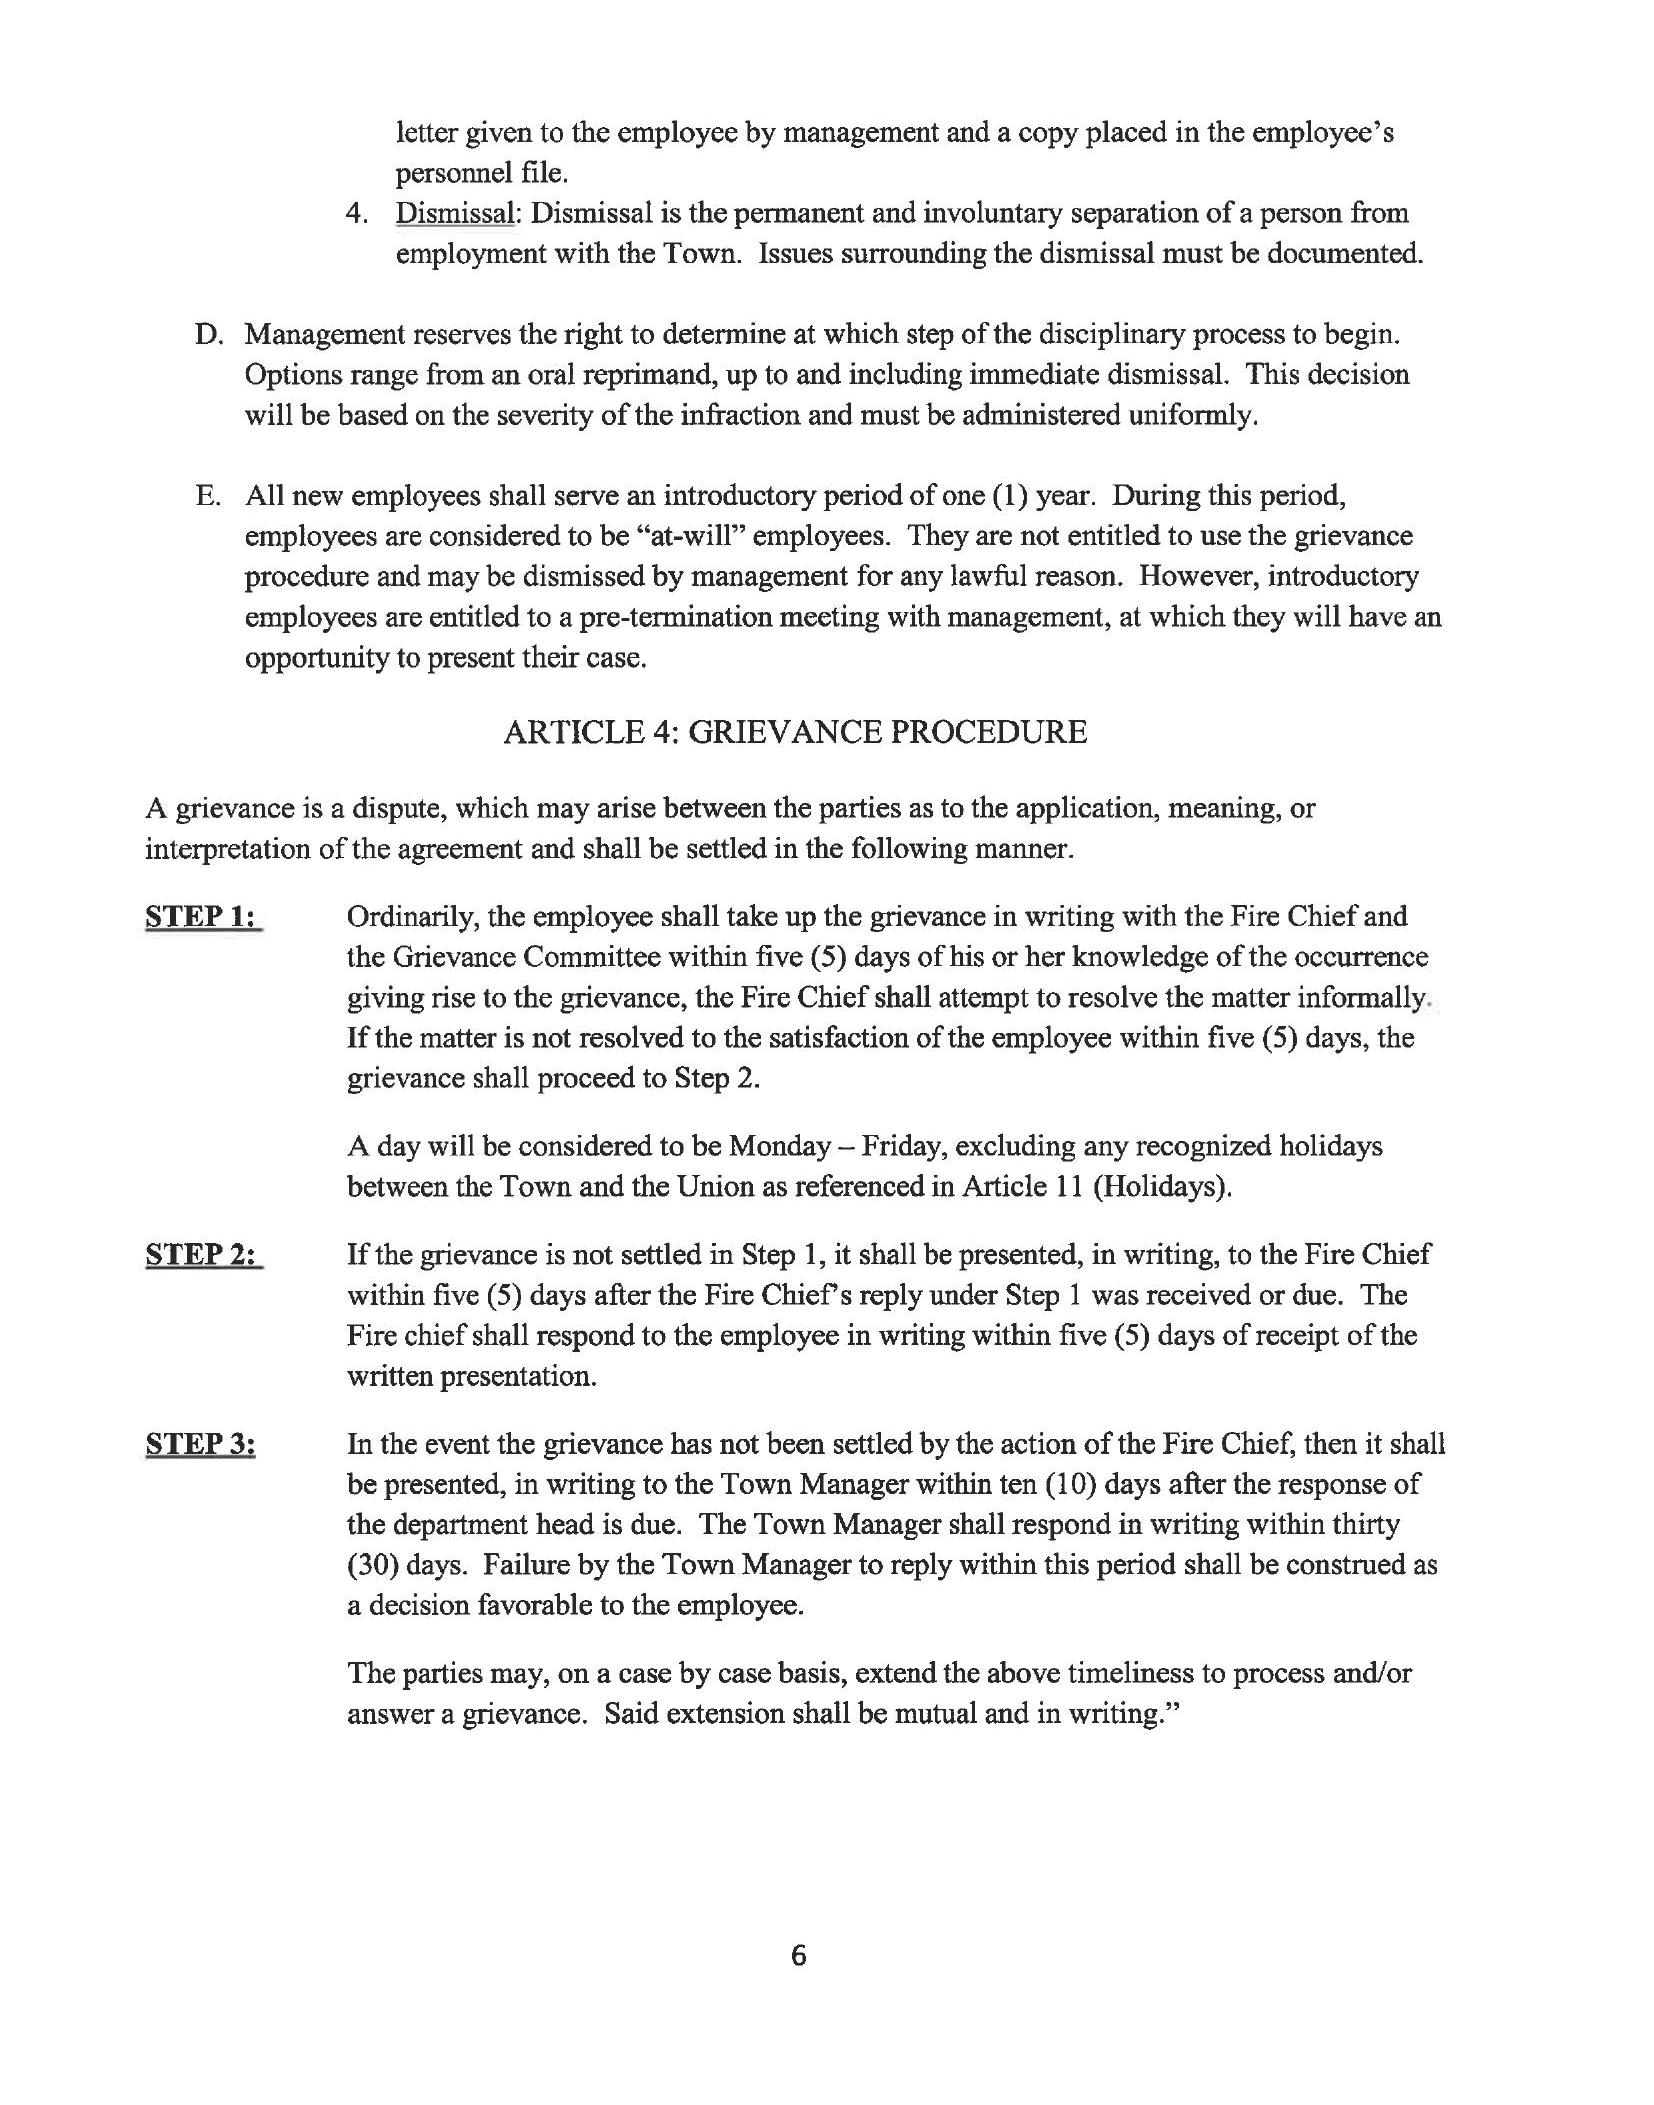 letter given to the employee by management and a copy placed in the employee's
personnel file.
4. Dismissal: Dismissal is the permanent and involuntary separation of a person from
employment with the Town. Issues surrounding the dismissal must be documented.
D. Management reserves the right to determine at which step of the disciplinary process to begin.
Options range from an oral reprimand, up to and including immediate dismissal. This decision
will be based on the severity of the infraction and must be administered uniformly.
E. All new employees shall serve an introductory period of one (1) year. During this period,
employees are considered to be “at-will” employees. They are not entitled to use the grievance
procedure and may be dismissed by management for any lawful reason. However, introductory
employees are entitled to a pre-termination meeting with management, at which they will have an
opportunity to present their case.
ARTICLE 4: GRIEVANCE PROCEDURE
A grievance is a dispute, which may arise between the parties as to the application, meaning, or
interpretation of the agreement and shall be settled in the following manner.
STEP 1: Ordinarily, the employee shall take up the grievance in writing with the Fire Chief and
the Grievance Committee within five (5) days of his or her knowledge of the occurrence
giving rise to the grievance, the Fire Chief shall attempt to resolve the matter informally.
If the matter is not resolved to the satisfaction of the employee within five (5) days, the
grievance shall proceed to Step 2.
A day will be considered to be Monday – Friday, excluding any recognized holidays
between the Town and the Union as referenced in Article 11 (Holidays).
STEP 2: If the grievance is not settled in Step 1, it shall be presented, in writing, to the Fire Chief
within five (5) days after the Fire Chief's reply under Step 1 was received or due. The
Fire chief shall respond to the employee in writing within five (5) days of receipt of the
written presentation.
STEP 3: In the event the grievance has not been settled by the action of the Fire Chief, then it shall
be presented, in writing to the Town Manager within ten (10) days after the response of
the department head is due. The Town Manager shall respond in writing within thirty
(30) days. Failure by the Town Manager to reply within this period shall be construed as
a decision favorable to the employee.
The parties may, on a case by case basis, extend the above timeliness to process and/or
answer a grievance. Said extension shall be mutual and in writing.”
6